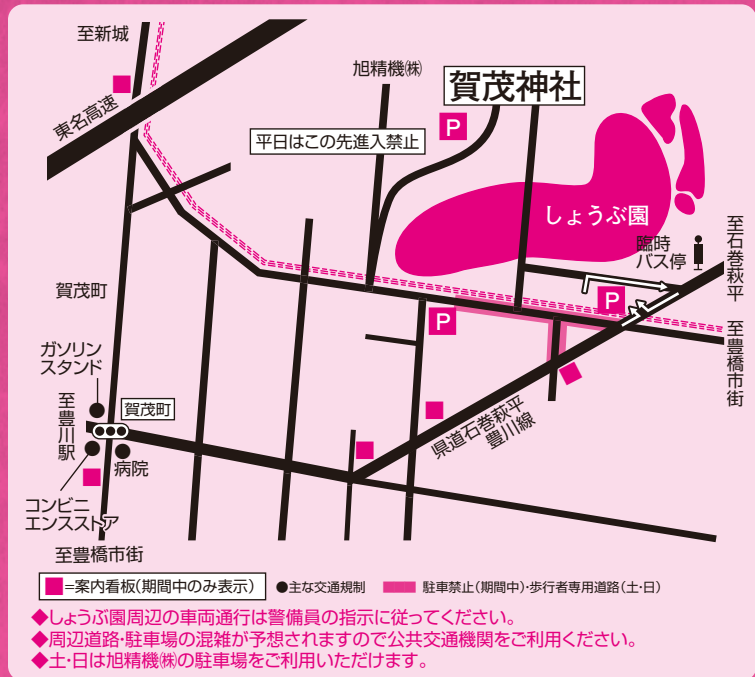 至新城
東名高速
旭精機㈱
賀茂神社
P
平日はこの先進入禁止
しょうぶ園
臨時
バス停
至石巻萩平
P
P
至豊橋市街
賀茂町
ガソリン
スタンド
至豊川駅
賀茂町
病院
コンビニ
エンスストア
県道石巻萩平
豊川線
至豊橋市街
■=案内看板(期間中のみ表示)
●主な交通規制
駐車禁止(期間中)・歩行者専用道路(土・日)
◆しょうぶ園周辺の車両通行は警備員の指示に従ってください。
◆周辺道路・駐車場の混雑が予想されますので公共交通機関をご利用ください。
◆土・日は旭精機㈱の駐車場をご利用いただけます。